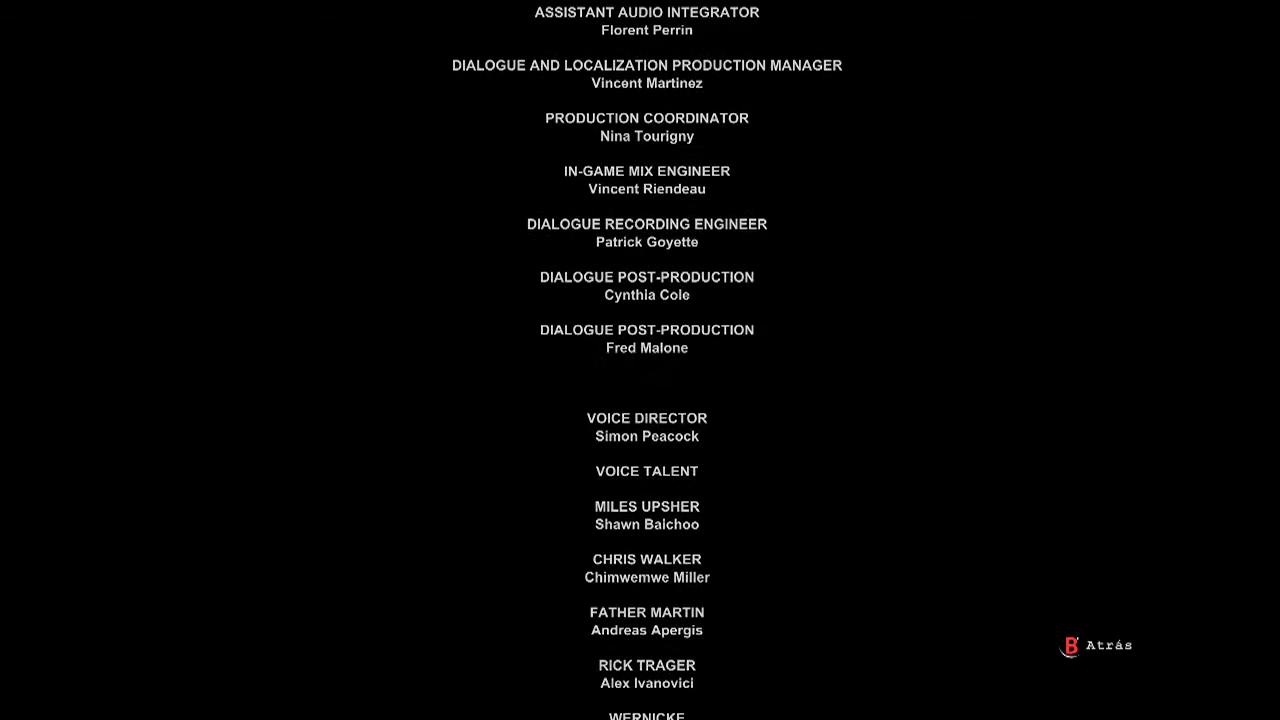 ASSISTANT AUDIO INTEGRATOR
Florent Perrin
DIALOGUE AND LOCALIZATION PRODUCTION MANAGER
Vincent Martinez
PRODUCTION COORDINATOR
Nina Tourigny
IN-GAME MIX ENGINEER
Vincent Riendeau
DIALOGUE RECORDING ENGINEER
Patrick Goyette
DIALOGUE POST-PRODUCTION
Cynthia Cole
DIALOGUE POST-PRODUCTION
Fred Malone
VOICE DIRECTOR
Simon Peacock
VOICE TALENT
MILES UPSHER
Shawn Baichoo
CHRIS WALKER
Chimwemwe Miller
FATHER MARTIN
Andreas Apergis
RICK TRAGER
Alex Ivanovici
WERNICKE
B Atrás